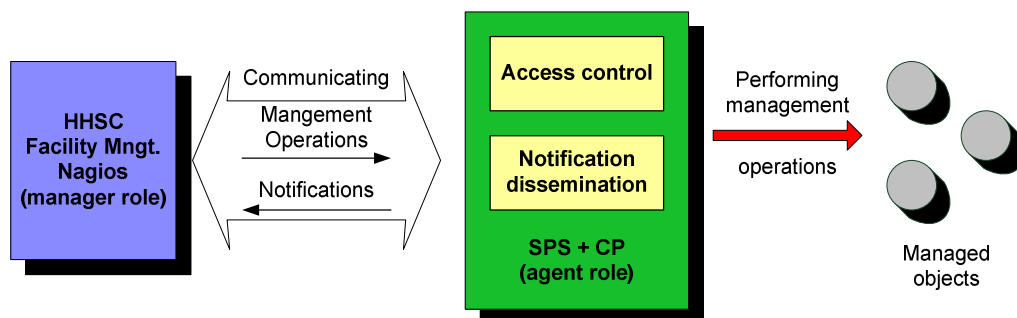 HHSC
Facility Mngt.
Nagios
(manager role)
Communicating
Mangement
Operations
Notifications
Access control
Notification
dissemination
SPS + CP
(agent role)
Performing
management
operations
Managed
objects